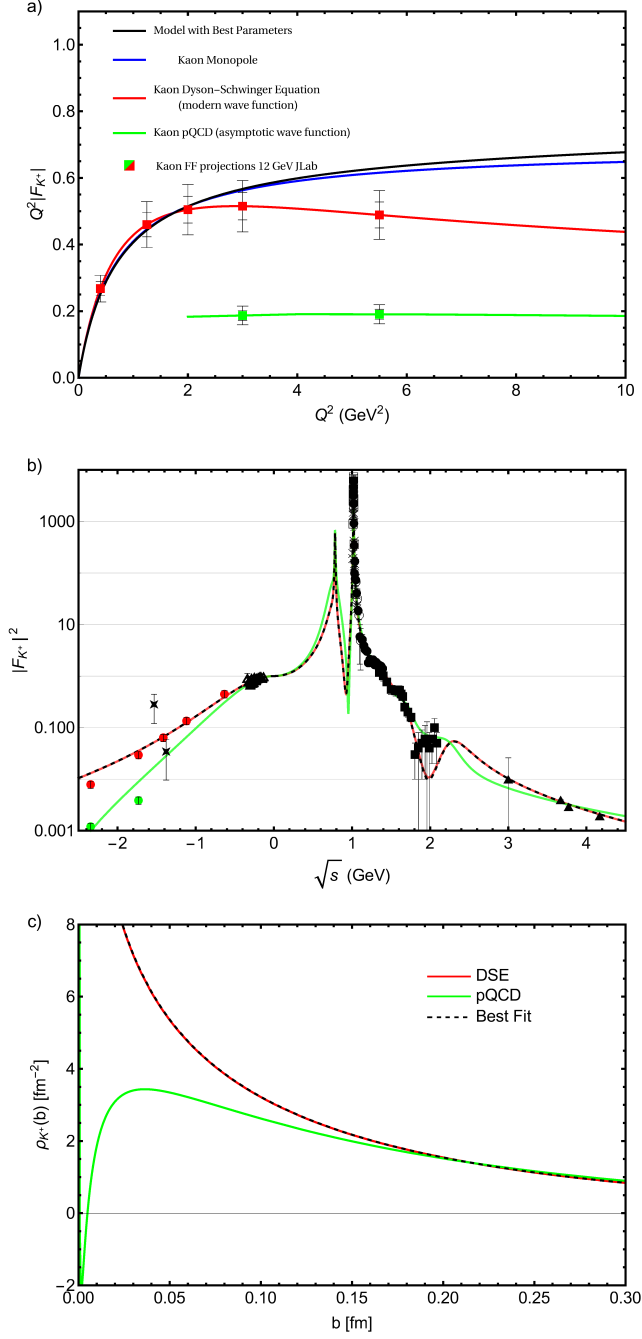 a)
1.0
0.8
0.6
0.4
0.2
0.0
Q²|F_K⁺|
Model with Best Parameters
Kaon Monopole
Kaon Dyson–Schwinger Equation
(modern wave function)
Kaon pQCD (asymptotic wave function)
Kaon FF projections 12 GeV JLab
0 2 4 6 8 10
Q² (GeV²)
b)
1000
10
0.100
0.001
|F_K⁺|²
−2 −1 0 1 2 3 4
√s (GeV)
c)
8
6
4
2
0
−2
ρ_K⁺(b) [fm⁻²]
DSE
pQCD
Best Fit
0.00 0.05 0.10 0.15 0.20 0.25 0.30
b [fm]